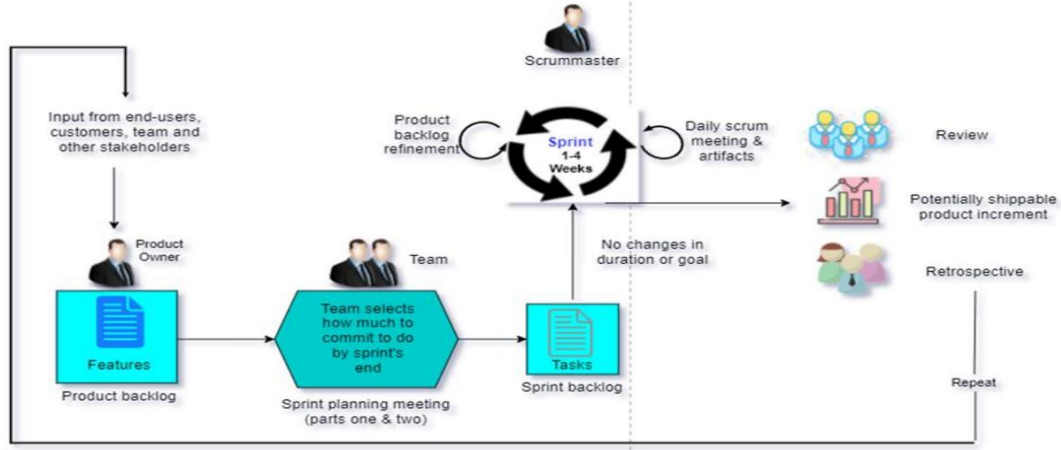 Scrummaster
Input from end-users,
customers, team and
other stakeholders
Product
backlog
refinement
Sprint
1-4
Weeks
Daily scrum
meeting &
artifacts
Review
Potentially shippable
product increment
Retrospective
No changes in
duration or goal
Product
Owner
Features
Product backlog
Team
Team selects
how much to
commit to do
by sprint's
end
Sprint planning meeting
(parts one & two)
Tasks
Sprint backlog
Repeat